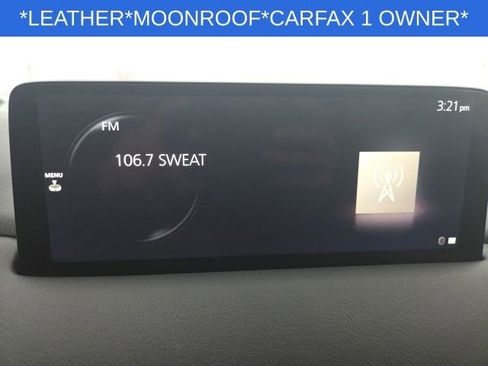 *LEATHER*MOONROOF*CARFAX 1 OWNER*
3:21pm
FM
106.7 SWEAT
MENU